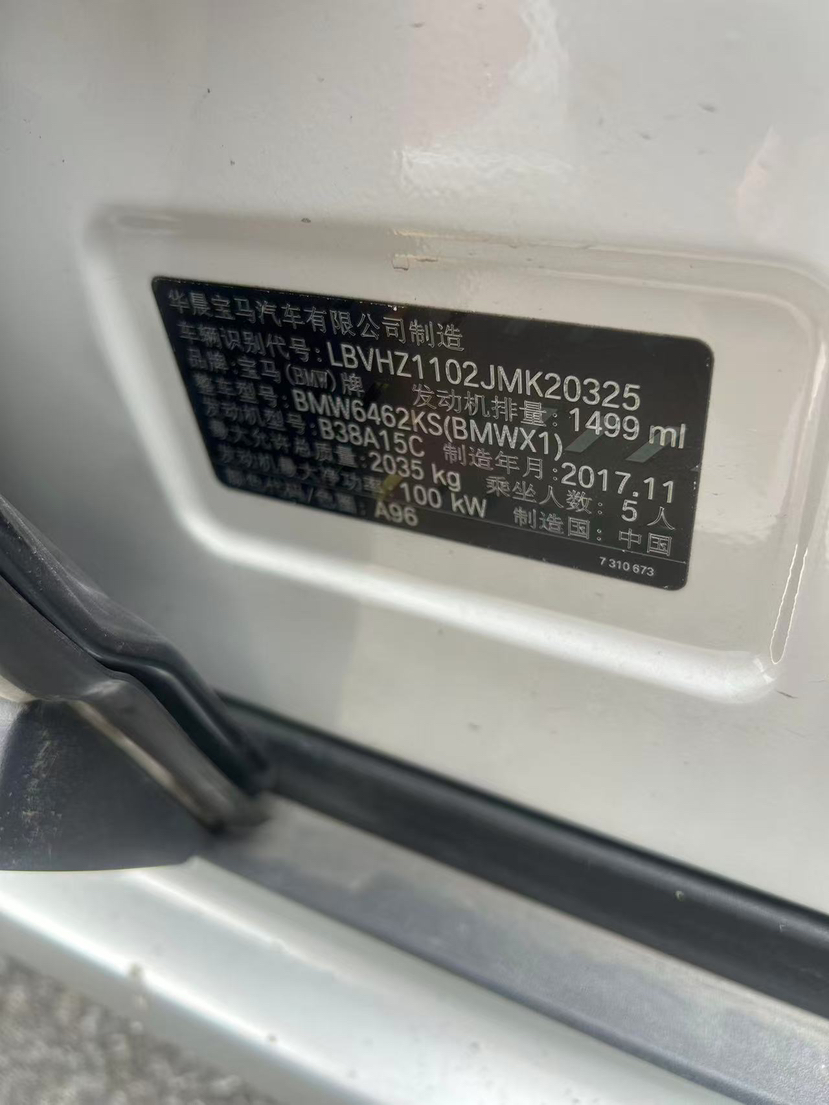 华晨宝马汽车有限公司制造
车辆识别代号: LBVHZ1102JMK20325
品牌: 宝马(BMW)牌 发动机排量: 1499 ml
整车型号: BMW6462KS(BMWX1)
发动机型号: B38A15C 制造年月: 2017.11
最大允许总质量: 2035 kg 乘坐人数: 5 人
发动机最大净功率: 100 kW 制造国: 中国
颜色代码/色置: A96
7 310 673